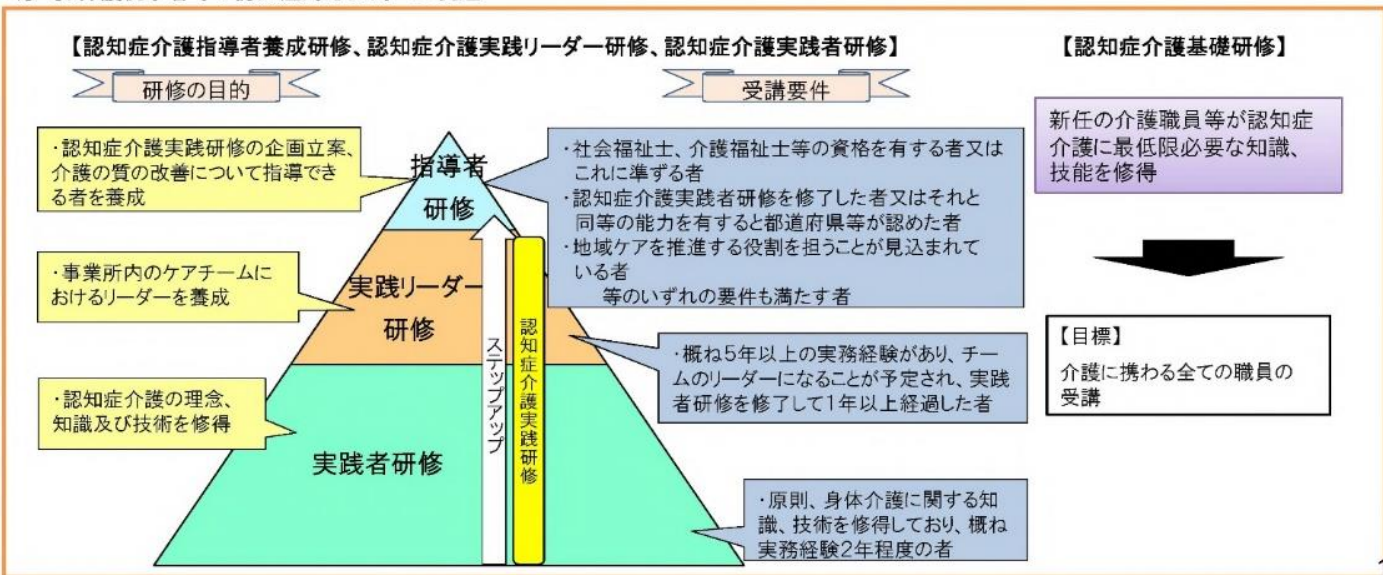 【認知症介護指導者養成研修、認知症介護実践リーダー研修、認知症介護実践者研修】
研修の目的
受講要件
・認知症介護実践研修の企画立案、
介護の質の改善について指導でき
る者を養成
・事業所内のケアチームに
おけるリーダーを養成
・認知症介護の理念、
知識及び技術を修得
指導者
研修
実践リーダー
研修
実践者研修
ステップアップ
認知症介護実践研修
・社会福祉士、介護福祉士等の資格を有する者又は
これに準ずる者
・認知症介護実践者研修を修了した者又はそれと
同等の能力を有すると都道府県等が認めた者
・地域ケアを推進する役割を担うことが見込まれて
いる者
等のいずれの要件も満たす者
・概ね5年以上の実務経験があり、チー
ムのリーダーになることが予定され、実践
者研修を修了して1年以上経過した者
・原則、身体介護に関する知
識、技術を修得しており、概ね
実務経験2年程度の者
【認知症介護基礎研修】
新任の介護職員等が認知症
介護に最低限必要な知識、
技能を修得
【目標】
介護に携わる全ての職員の
受講